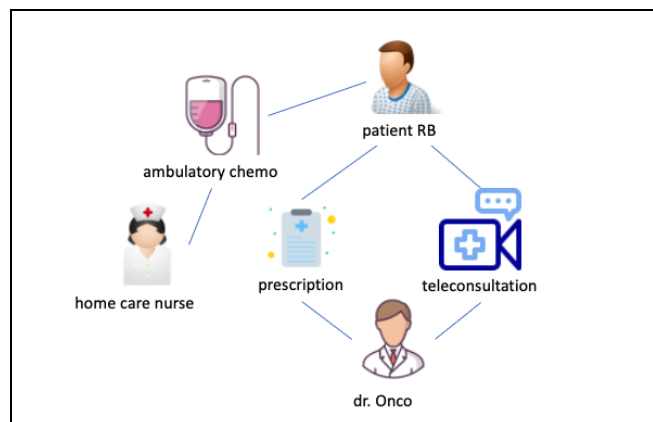 patient RB
ambulatory chemo
prescription
teleconsultation
home care nurse
dr. Onco